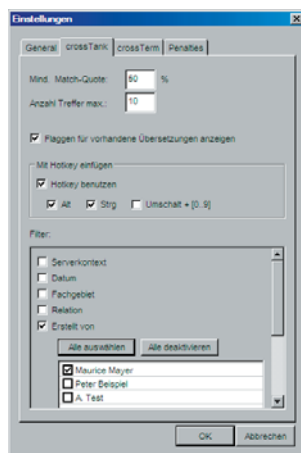 Einstellungen
General crossTank crossTerm Penalties
Mind. Match-Quote: 60 %
Anzahl Treffer max.: 10
Flaggen für vorhandene Übersetzungen anzeigen
Mit Hotkey einfügen
Hotkey benutzen
Alt Strg Umschalt + [0..9]
Filter:
Serverkontext
Datum
Fachgebiet
Relation
Erstellt von
Alle auswählen Alle deaktivieren
Maurice Mayer
Peter Beispiel
A. Test
OK Abbrechen